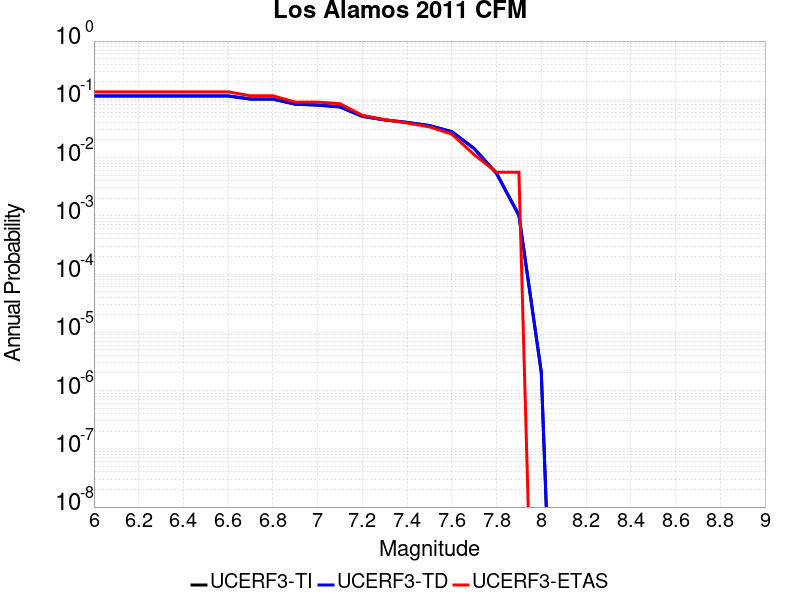 Los Alamos 2011 CFM
10^0
10^-1
10^-2
10^-3
10^-4
10^-5
10^-6
10^-7
10^-8
Annual Probability
6 6.2 6.4 6.6 6.8 7 7.2 7.4 7.6 7.8 8 8.2 8.4 8.6 8.8 9
Magnitude
UCERF3-TI UCERF3-TD UCERF3-ETAS